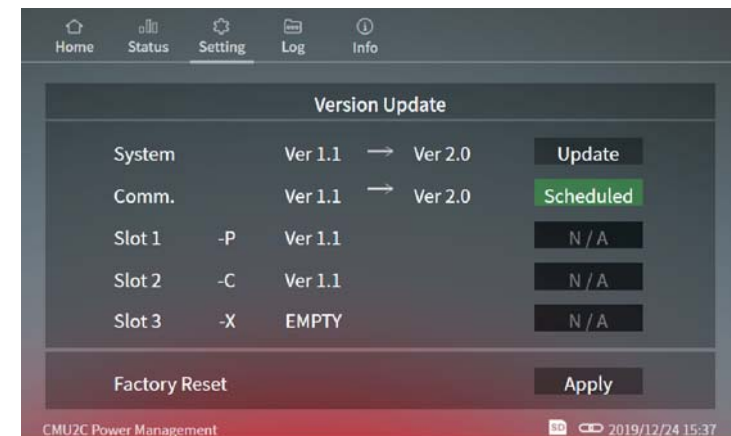 Home Status Setting Log Info
Version Update
System Ver 1.1 → Ver 2.0 Update
Comm. Ver 1.1 → Ver 2.0 Scheduled
Slot 1 -P Ver 1.1 N/A
Slot 2 -C Ver 1.1 N/A
Slot 3 -X EMPTY N/A
Factory Reset Apply
CMU2C Power Management SD 2019/12/24 15:37